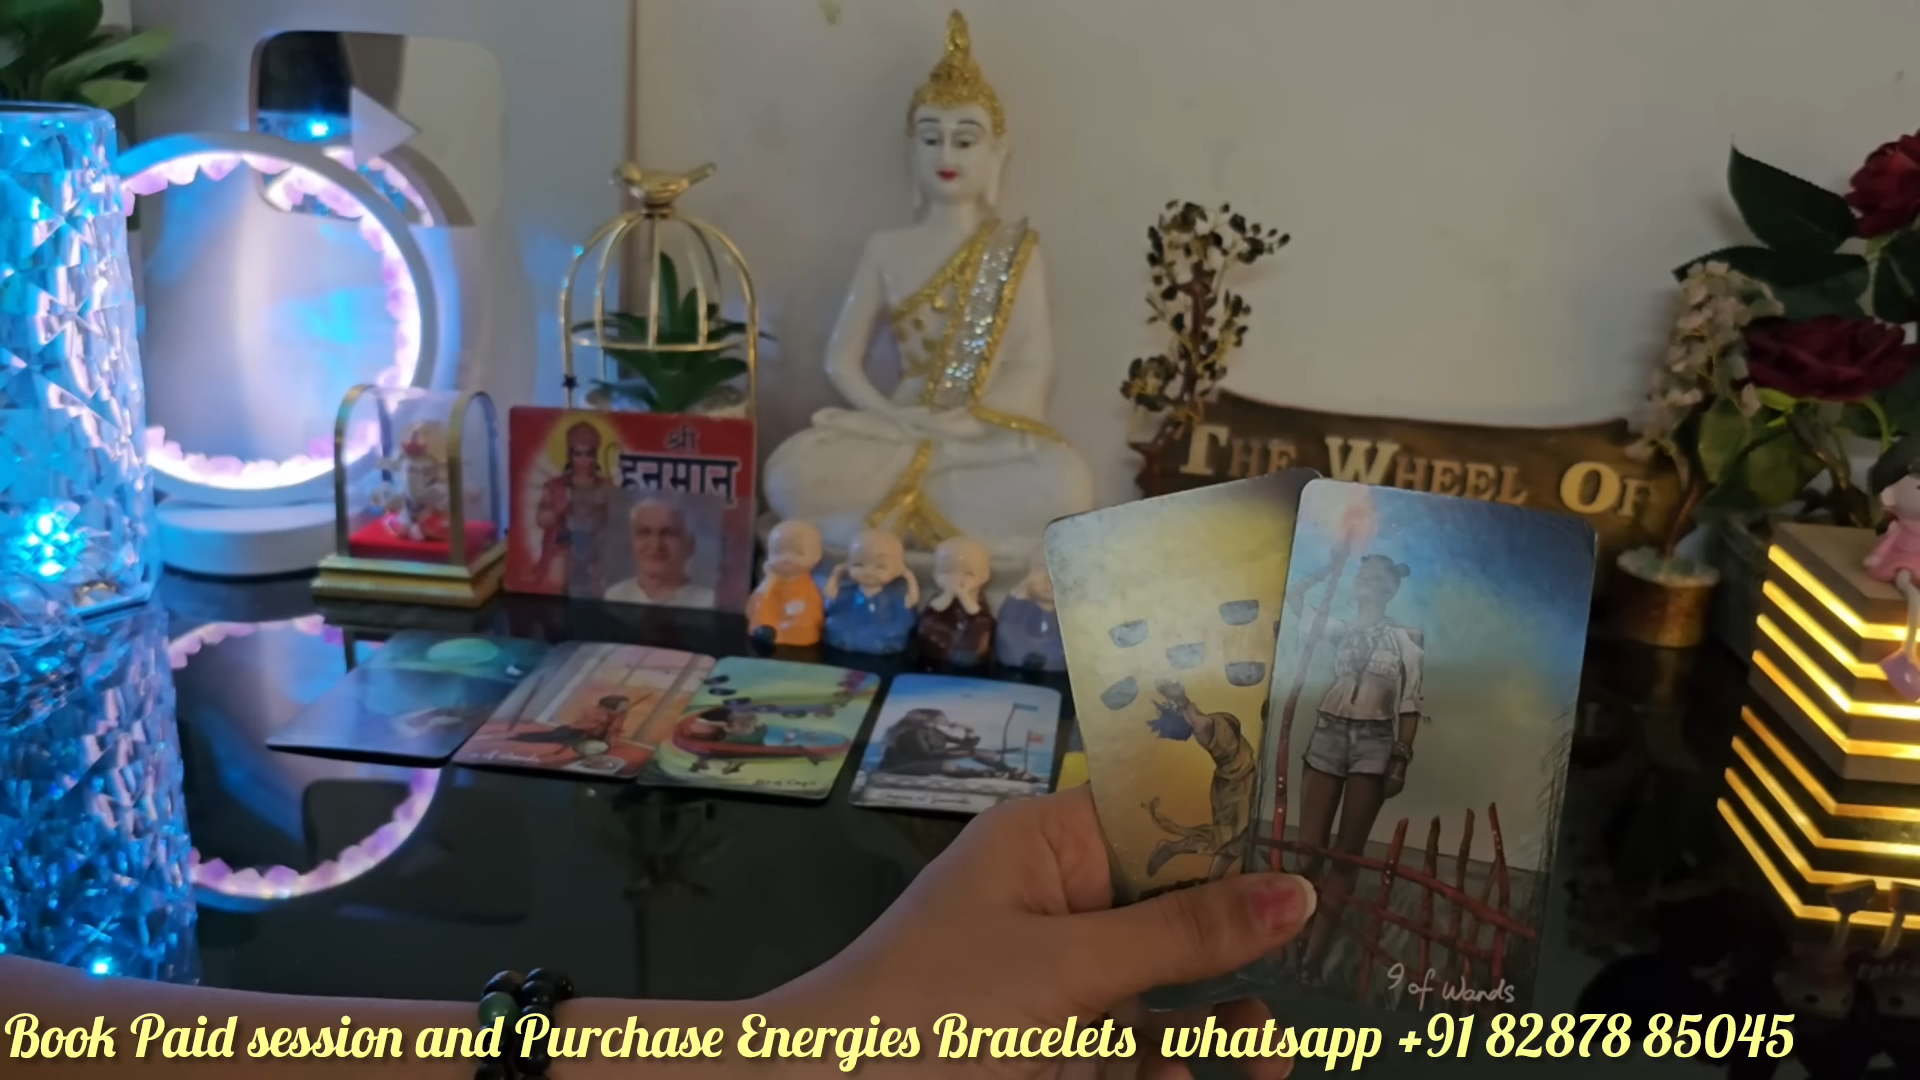 श्री
हनुमान
THE WHEEL OF
9 of Wands
Book Paid session and Purchase Energies Bracelets whatsapp +91 82878 85045